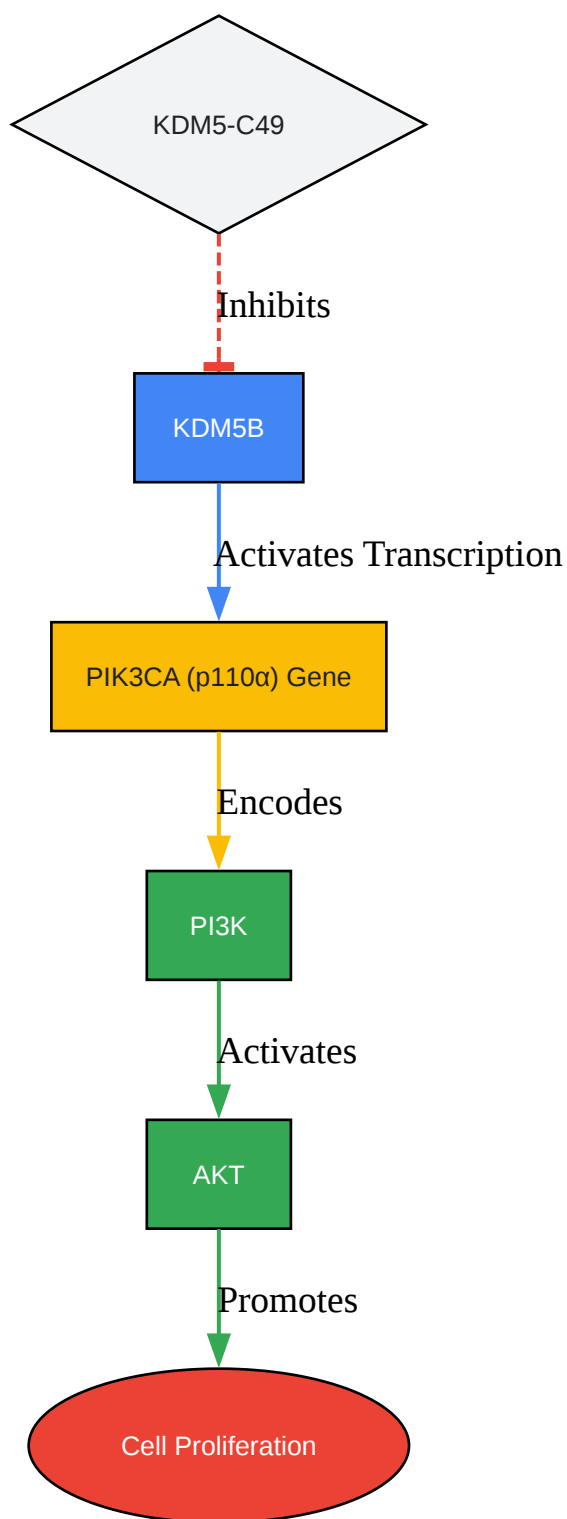 KDM5-C49
Inhibits
KDM5B
Activates Transcription
PIK3CA (p110α) Gene
Encodes
PI3K
Activates
AKT
Promotes
Cell Proliferation